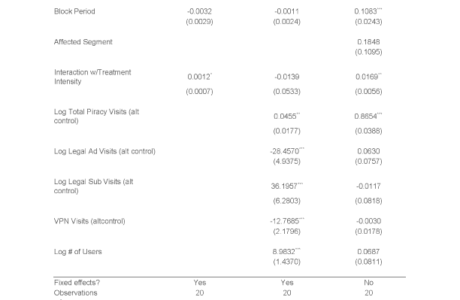 Block Period -0.0032 -0.0011 0.1083***
(0.0029) (0.0024) (0.0243)
Affected Segment 0.1848
(0.1095)
Interaction w/Treatment
Intensity 0.0012* -0.0139 0.0169**
(0.0007) (0.0533) (0.0056)
Log Total Piracy Visits (alt
control) 0.0455** 0.8654***
(0.0177) (0.0388)
Log Legal Ad Visits (alt control) -28.4570*** 0.0630
(4.9375) (0.0757)
Log Legal Sub Visits (alt
control) 36.1957*** -0.0117
(6.2803) (0.0818)
VPN Visits (altcontrol) -12.7685*** -0.0030
(2.1796) (0.0178)
Log # of Users 8.9832*** 0.0687
(1.4370) (0.0811)
Fixed effects? Yes Yes No
Observations 20 20 20